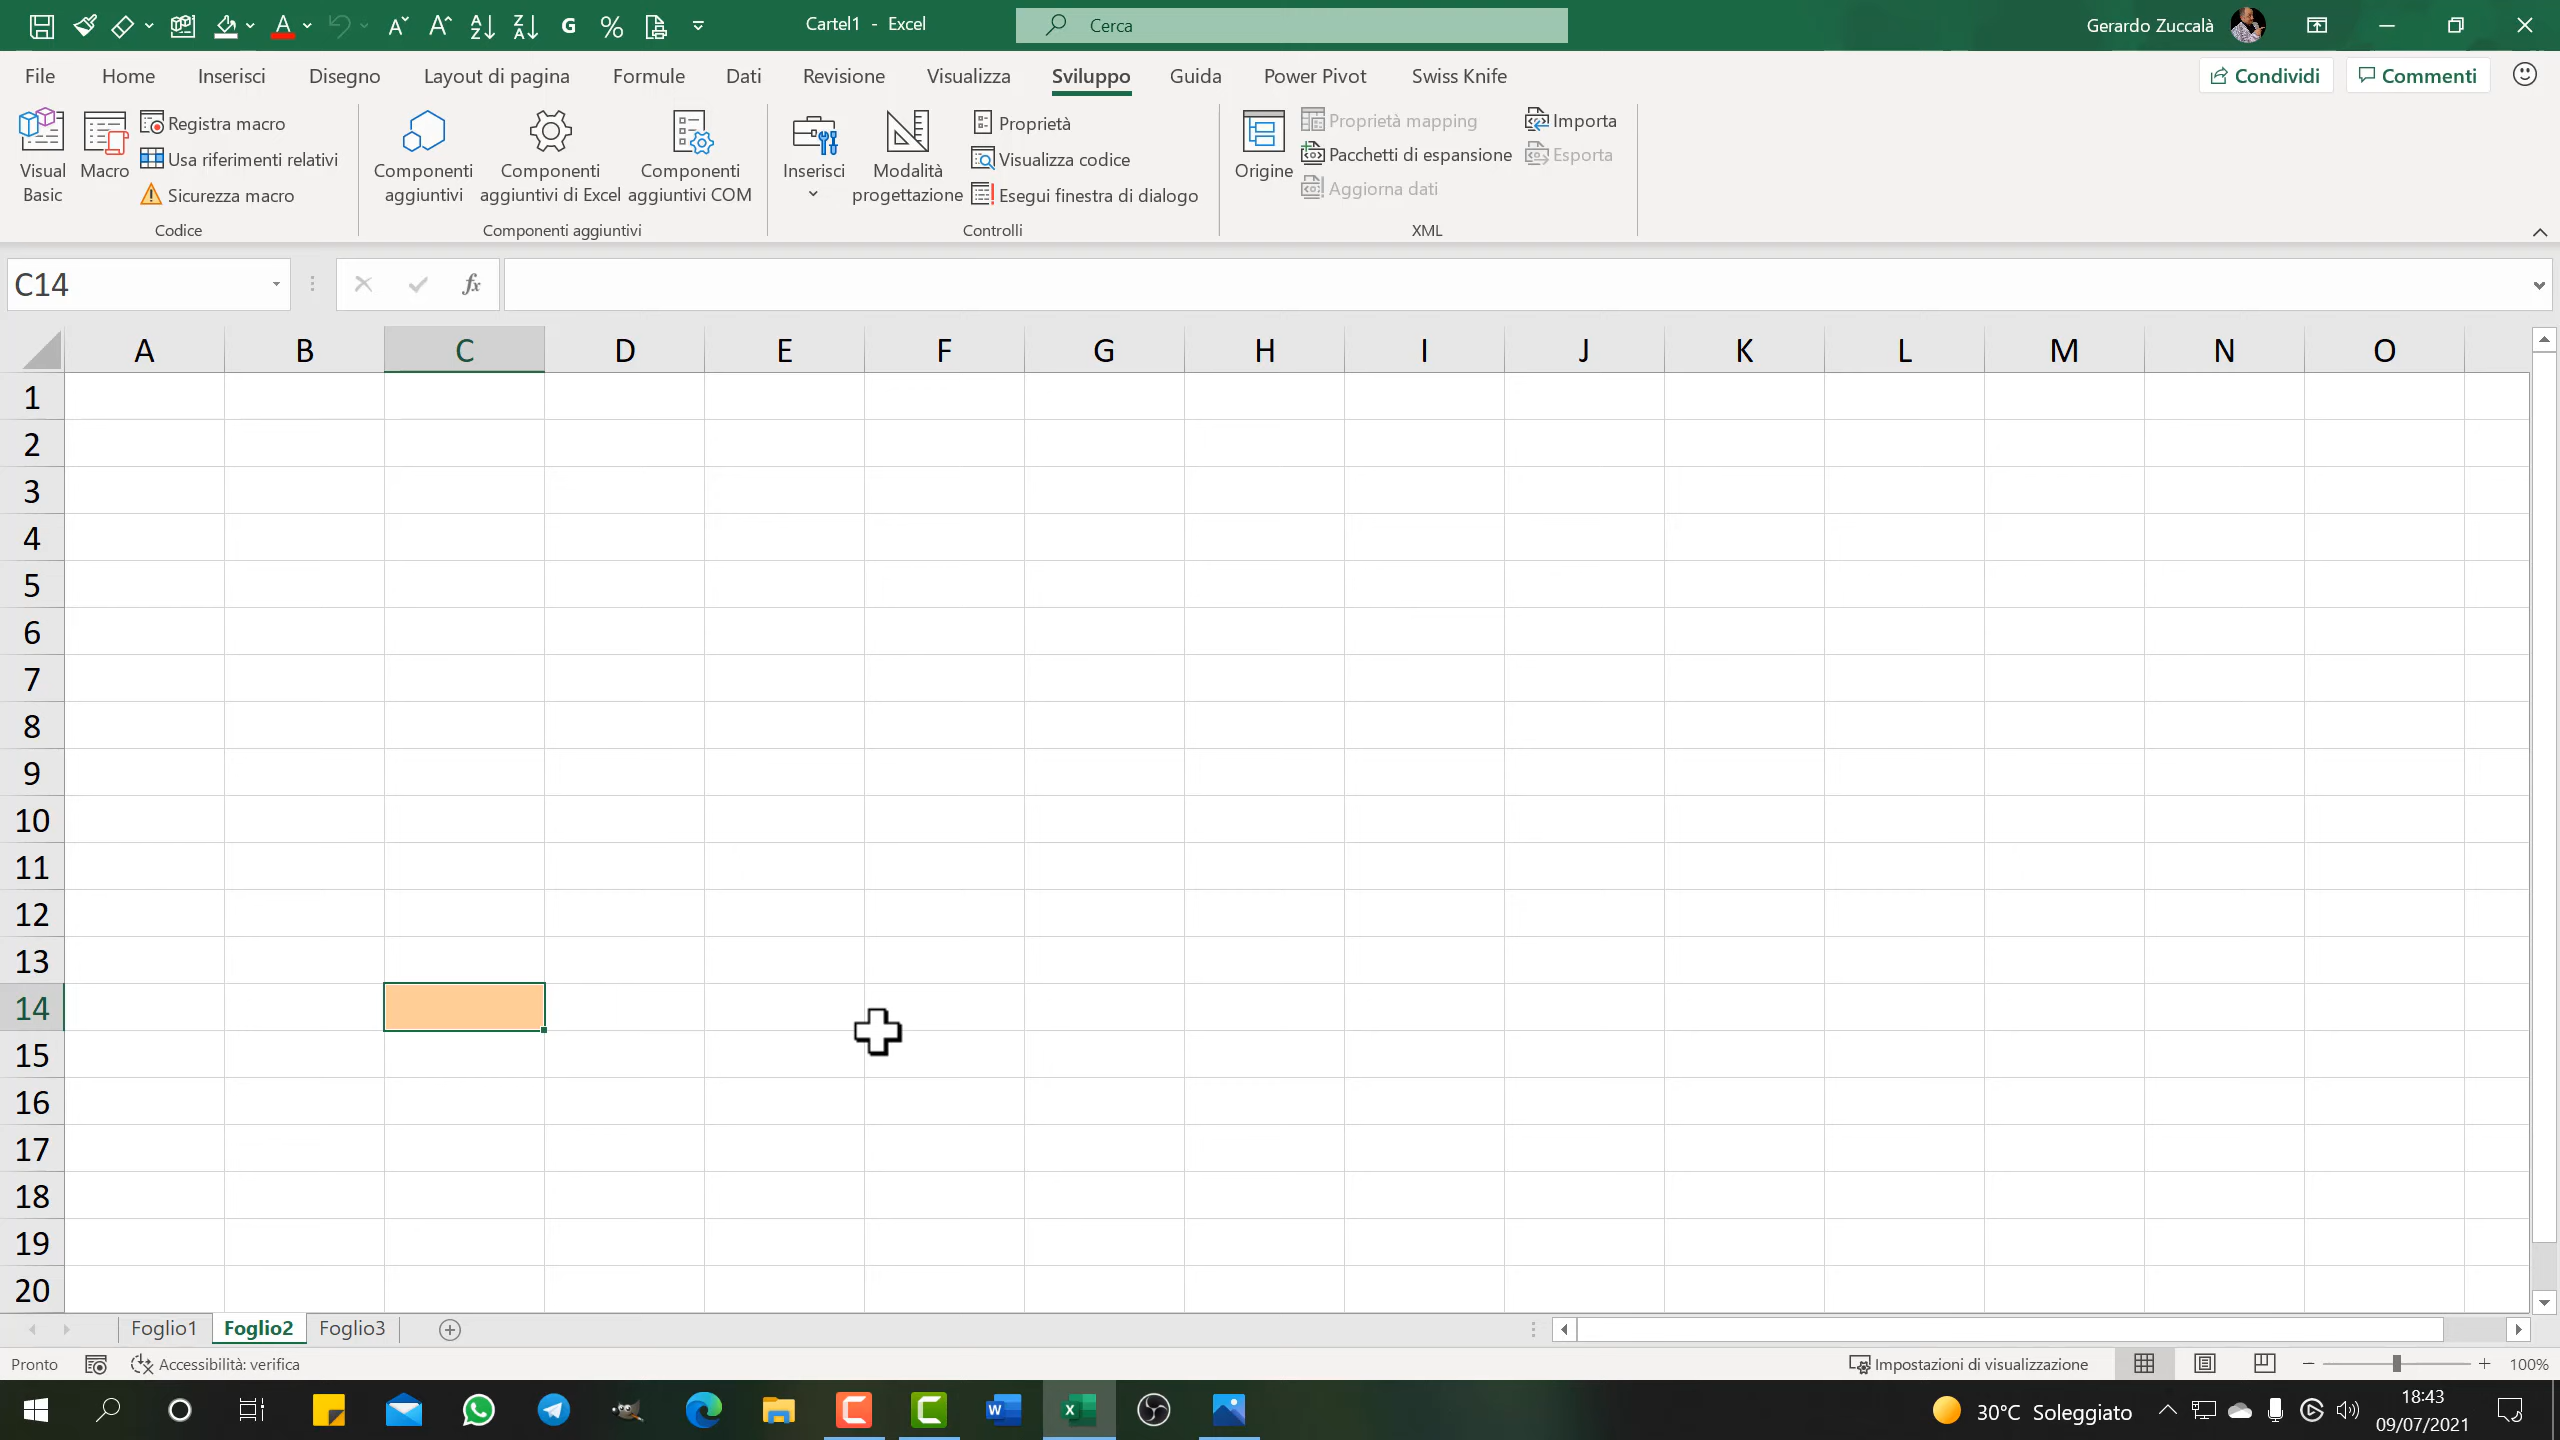 G % Cartel1 - Excel Cerca Gerardo Zuccalà
File Home Inserisci Disegno Layout di pagina Formule Dati Revisione Visualizza Sviluppo Guida Power Pivot Swiss Knife Condividi Commenti
Visual Basic
Macro
Registra macro
Usa riferimenti relativi
Sicurezza macro
Codice
Componenti aggiuntivi
Componenti aggiuntivi di Excel
Componenti aggiuntivi COM
Componenti aggiuntivi
Inserisci
Modalità progettazione
Proprietà
Visualizza codice
Esegui finestra di dialogo
Controlli
Origine
Proprietà mapping
Pacchetti di espansione
Aggiorna dati
Importa
Esporta
XML
C14 fx
A B C D E F G H I J K L M N O
1
2
3
4
5
6
7
8
9
10
11
12
13
14
15
16
17
18
19
20
Foglio1 Foglio2 Foglio3
Pronto Accessibilità: verifica Impostazioni di visualizzazione 100%
30°C Soleggiato 18:43
09/07/2021